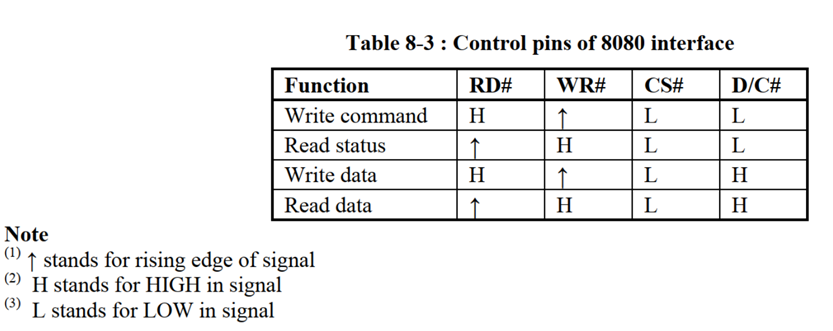 Table 8-3 : Control pins of 8080 interface
Function RD# WR# CS# D/C#
Write command H ↑ L L
Read status ↑ H L L
Write data H ↑ L H
Read data ↑ H L H
Note
(1) ↑ stands for rising edge of signal
(2) H stands for HIGH in signal
(3) L stands for LOW in signal